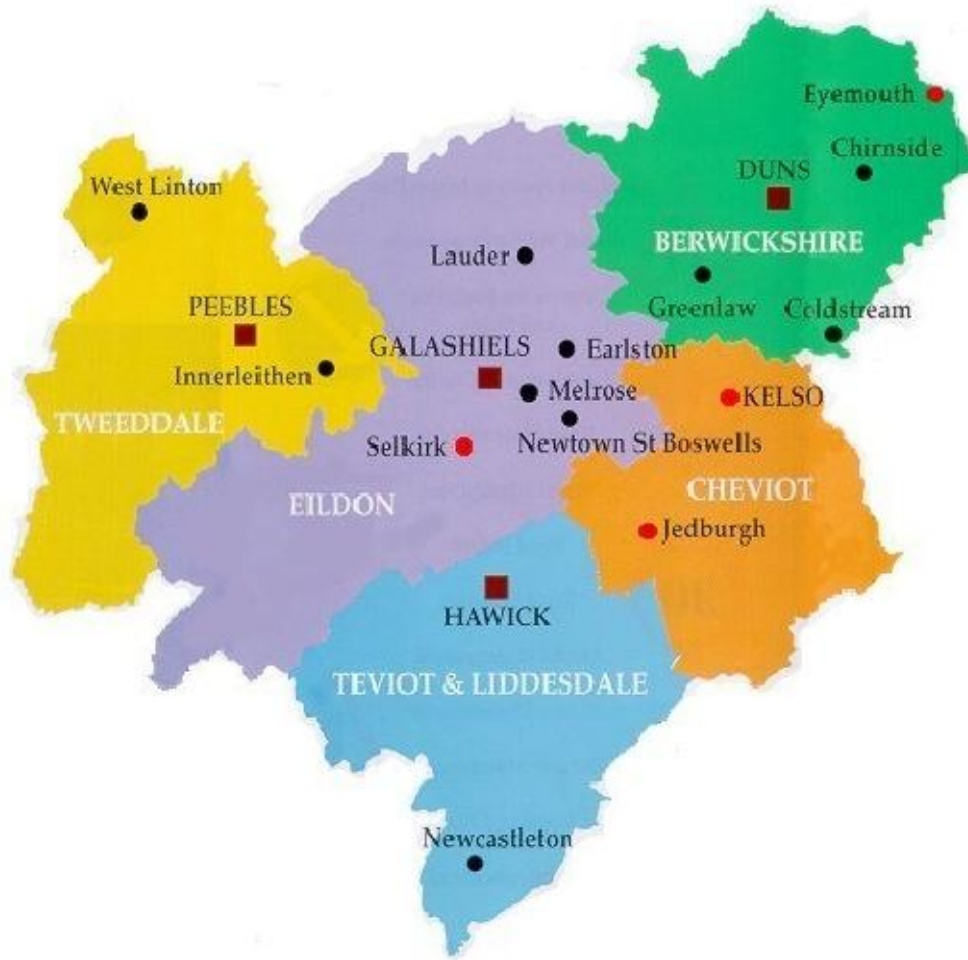 Eyemouth
Chirnside
DUNS
West Linton
BERWICKSHIRE
Lauder
PEEBLES
Greenlaw
Coldstream
GALASHIELS
Earlston
Innerleithen
Melrose
KELSO
TWEEDDALE
Selkirk
Newtown St Boswells
EILDON
CHEVIOT
Jedburgh
HAWICK
TEVIOT & LIDDESDALE
Newcastleton